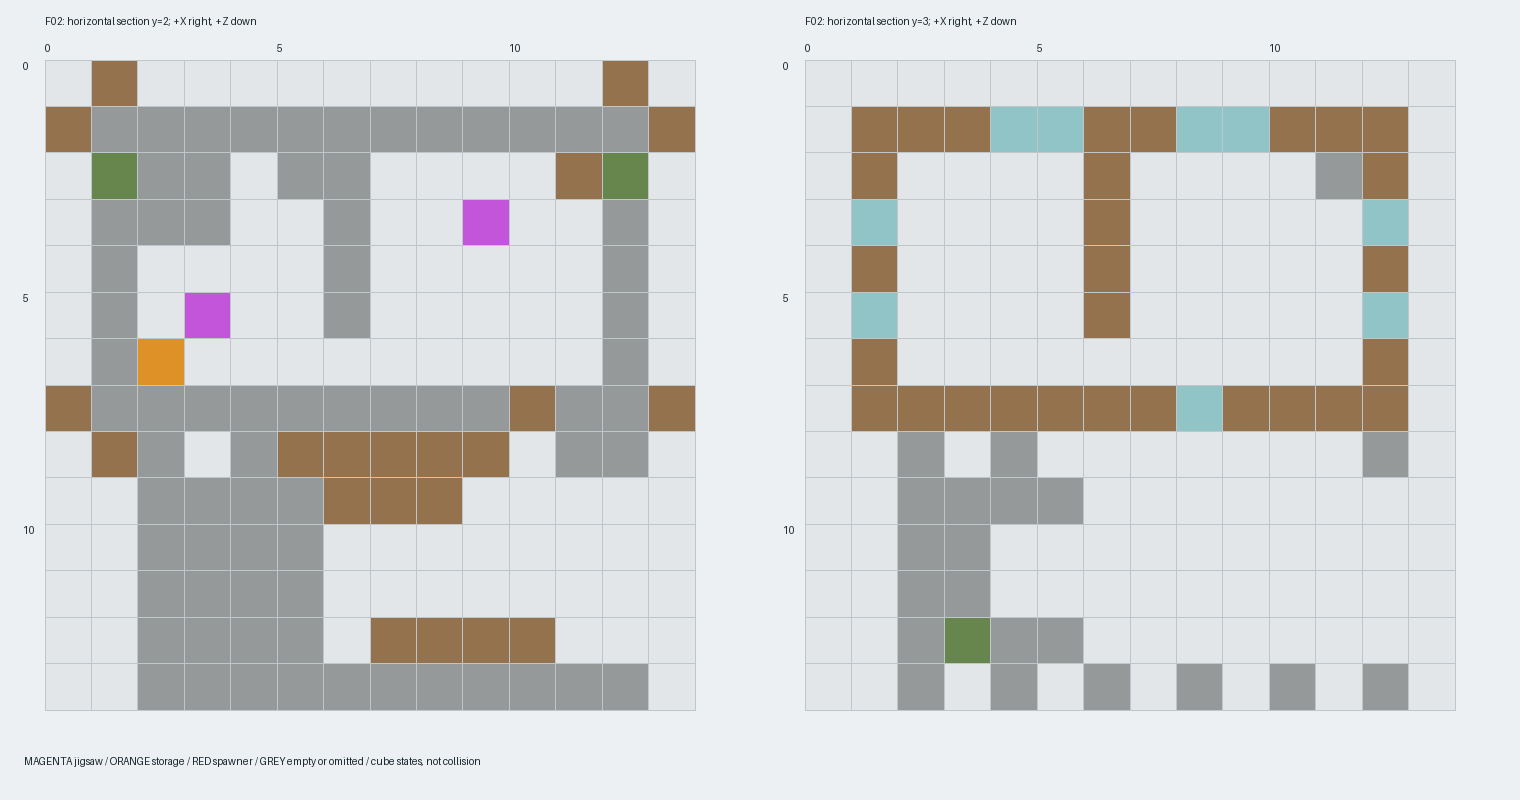 F02: horizontal section y=2; +X right, +Z down
F02: horizontal section y=3; +X right, +Z down
0 5 10
0 5 10
0
0
5
5
10
10
MAGENTA jigsaw / ORANGE storage / RED spawner / GREY empty or omitted / cube states, not collision